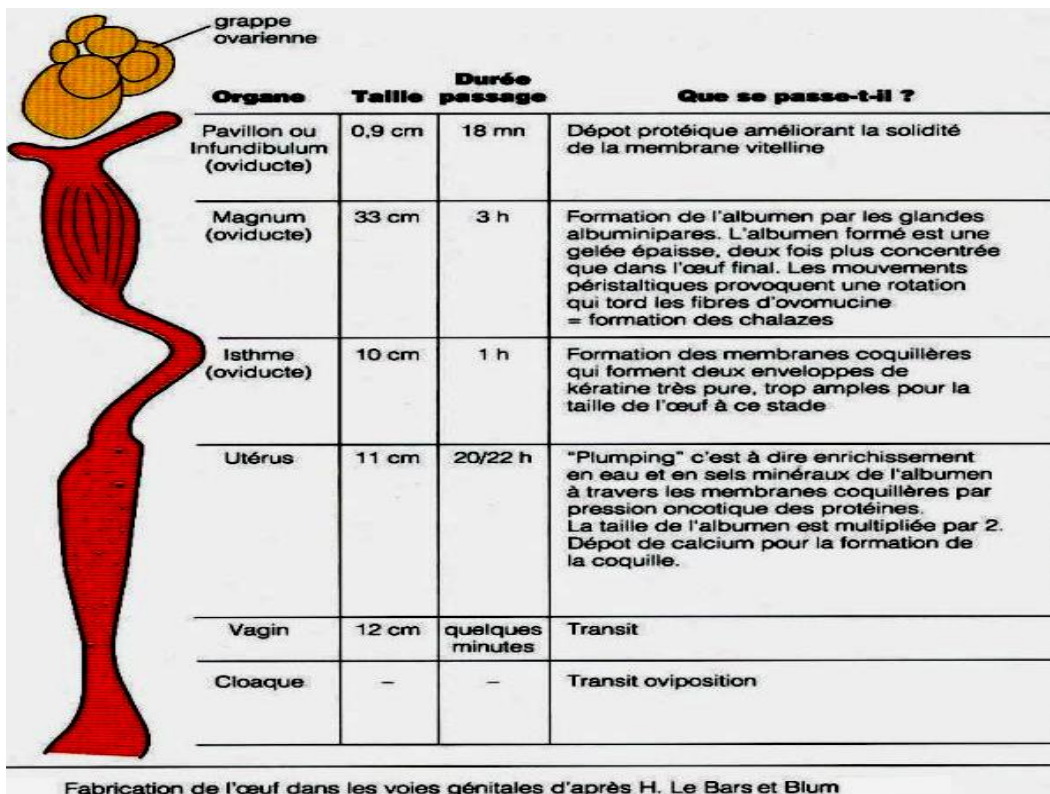 grappe
ovarienne
Organe Taille Durée passage Que se passe-t-il ?
Pavillon ou
Infundibulum
(oviducte)
0,9 cm
18 mn
Dépot protéique améliorant la solidité
de la membrane vitelline
Magnum
(oviducte)
33 cm
3 h
Formation de l'albumen par les glandes
albuminipares. L'albumen formé est une
gelée épaisse, deux fois plus concentrée
que dans l'œuf final. Les mouvements
péristaltiques provoquent une rotation
qui tord les fibres d'ovomucine
= formation des chalazes
Isthme
(oviducte)
10 cm
1 h
Formation des membranes coquillères
qui forment deux enveloppes de
kératine très pure, trop amples pour la
taille de l'œuf à ce stade
Utérus
11 cm
20/22 h
"Plumping" c'est à dire enrichissement
en eau et en sels minéraux de l'albumen
à travers les membranes coquillères par
pression oncotique des protéines.
La taille de l'albumen est multipliée par 2.
Dépot de calcium pour la formation de
la coquille.
Vagin
12 cm
quelques
minutes
Transit
Cloaque
–
–
Transit oviposition
Fabrication de l'œuf dans les voies génitales d'après H. Le Bars et Blum